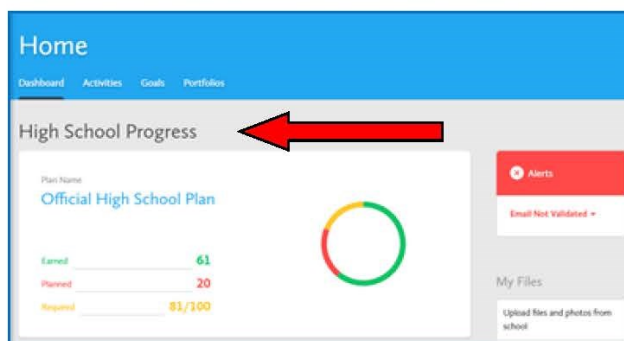 Home
Dashboard Activities Goals Portfolios
High School Progress
Plan Name
Official High School Plan
Earned 61
Planned 20
Required 81/100
Alerts
Email Not Validated
My Files
Upload files and photos from
school